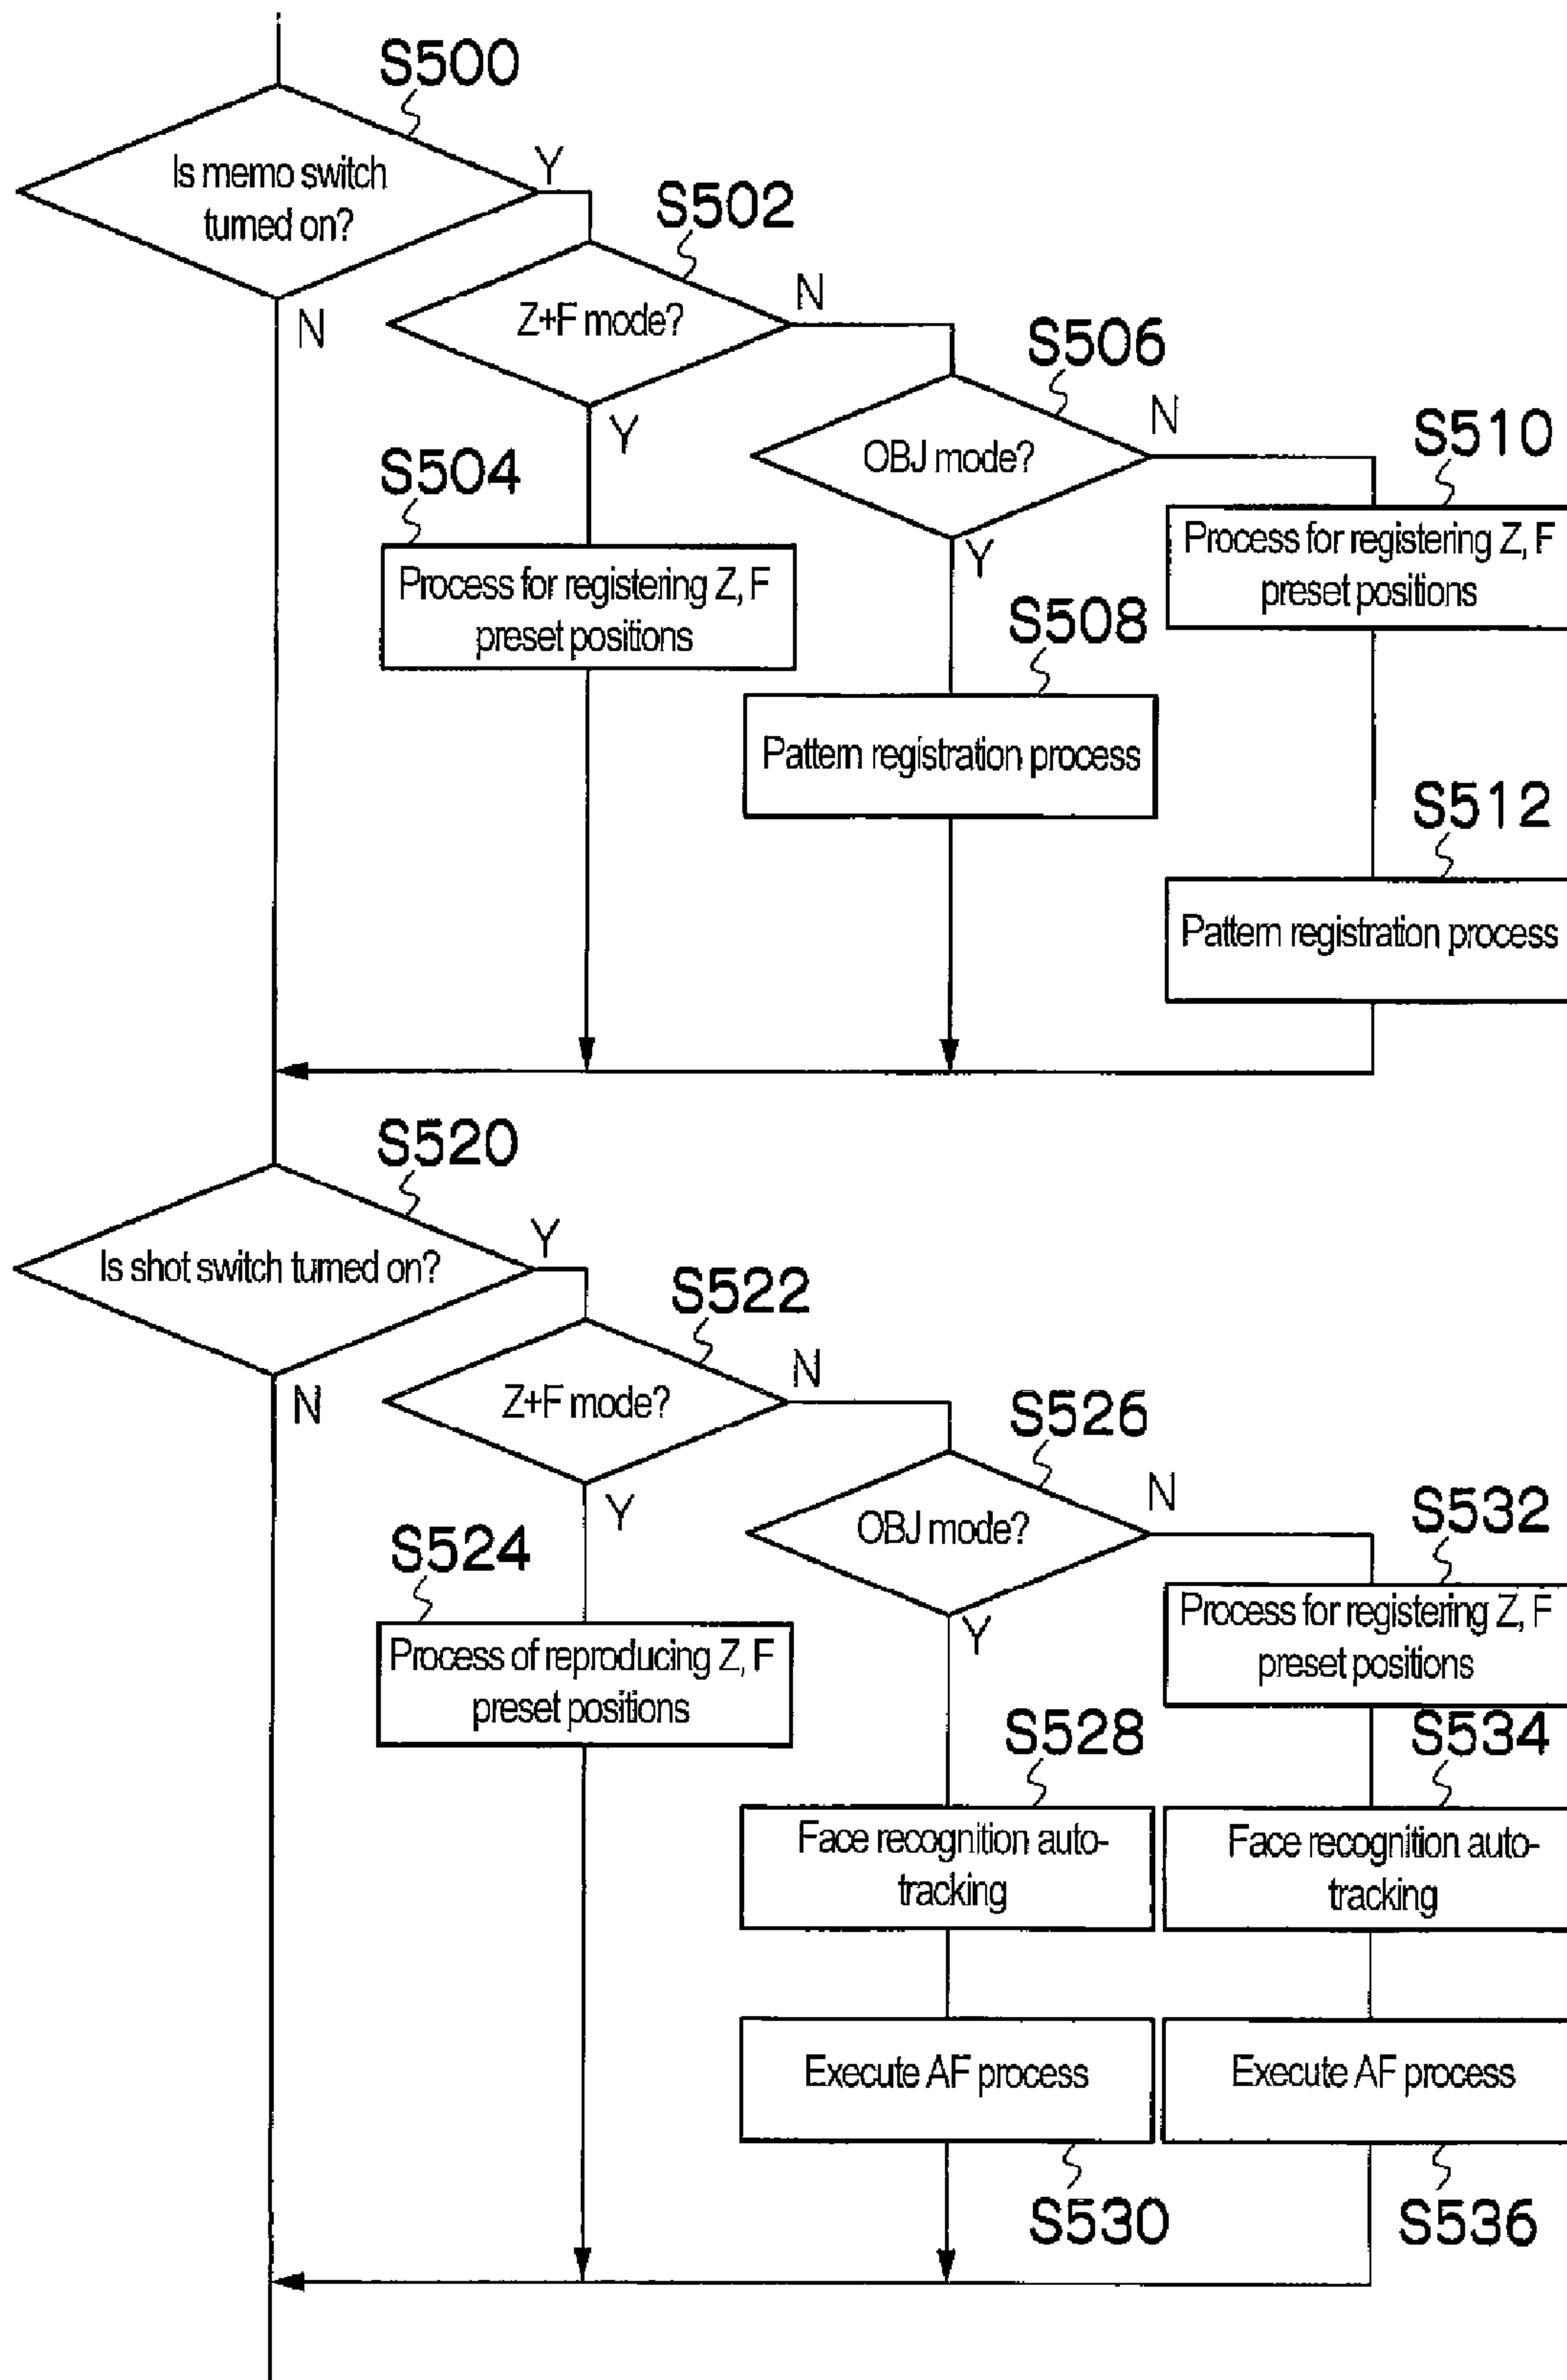 S500
Is memo switch
turned on?
Y
N
S502
Z+F mode?
N
Y
S504
Process for registering Z, F
preset positions
S506
OBJ mode?
N
Y
S508
Pattern registration process
S510
Process for registering Z, F
preset positions
S512
Pattern registration process
S520
Is shot switch turned on?
Y
N
S522
Z+F mode?
N
Y
S524
Process of reproducing Z, F
preset positions
S526
OBJ mode?
N
Y
S528
Face recognition auto-
tracking
Execute AF process
S530
S532
Process for registering Z, F
preset positions
S534
Face recognition auto-
tracking
Execute AF process
S536